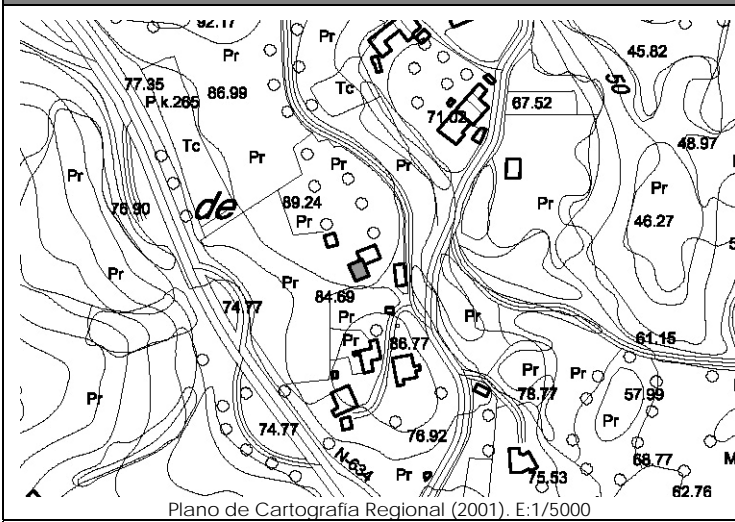 92.17
Pr
Pr
45.82
77.35
P.k.265
86.99
Tc
50
67.52
71.02
Tc
48.97
Pr
Pr
Pr
Pr
Pr
76.90
de
89.24
Pr
Pr
46.27
Pr
84.69
74.77
Pr
Pr
Pr
86.77
61.15
Pr
Pr
Pr
78.77
57.99
Pr
74.77
76.92
N-634
Pr
75.53
68.77
62.76
Plano de Cartografía Regional (2001). E:1/5000